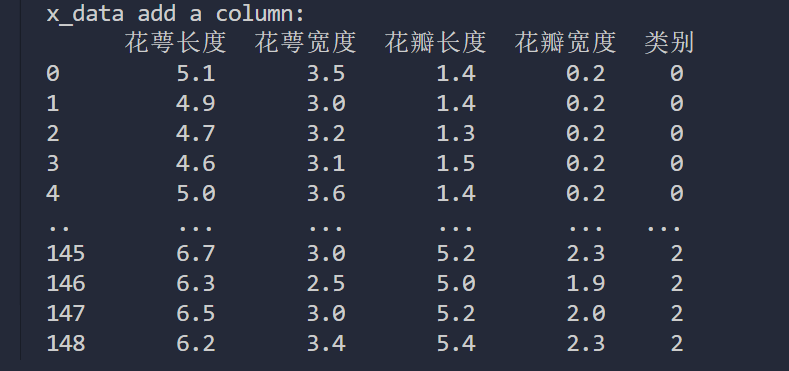 x_data add a column:
花萼长度 花萼宽度 花瓣长度 花瓣宽度 类别
0 5.1 3.5 1.4 0.2 0
1 4.9 3.0 1.4 0.2 0
2 4.7 3.2 1.3 0.2 0
3 4.6 3.1 1.5 0.2 0
4 5.0 3.6 1.4 0.2 0
.. ... ... ... ... ...
145 6.7 3.0 5.2 2.3 2
146 6.3 2.5 5.0 1.9 2
147 6.5 3.0 5.2 2.0 2
148 6.2 3.4 5.4 2.3 2